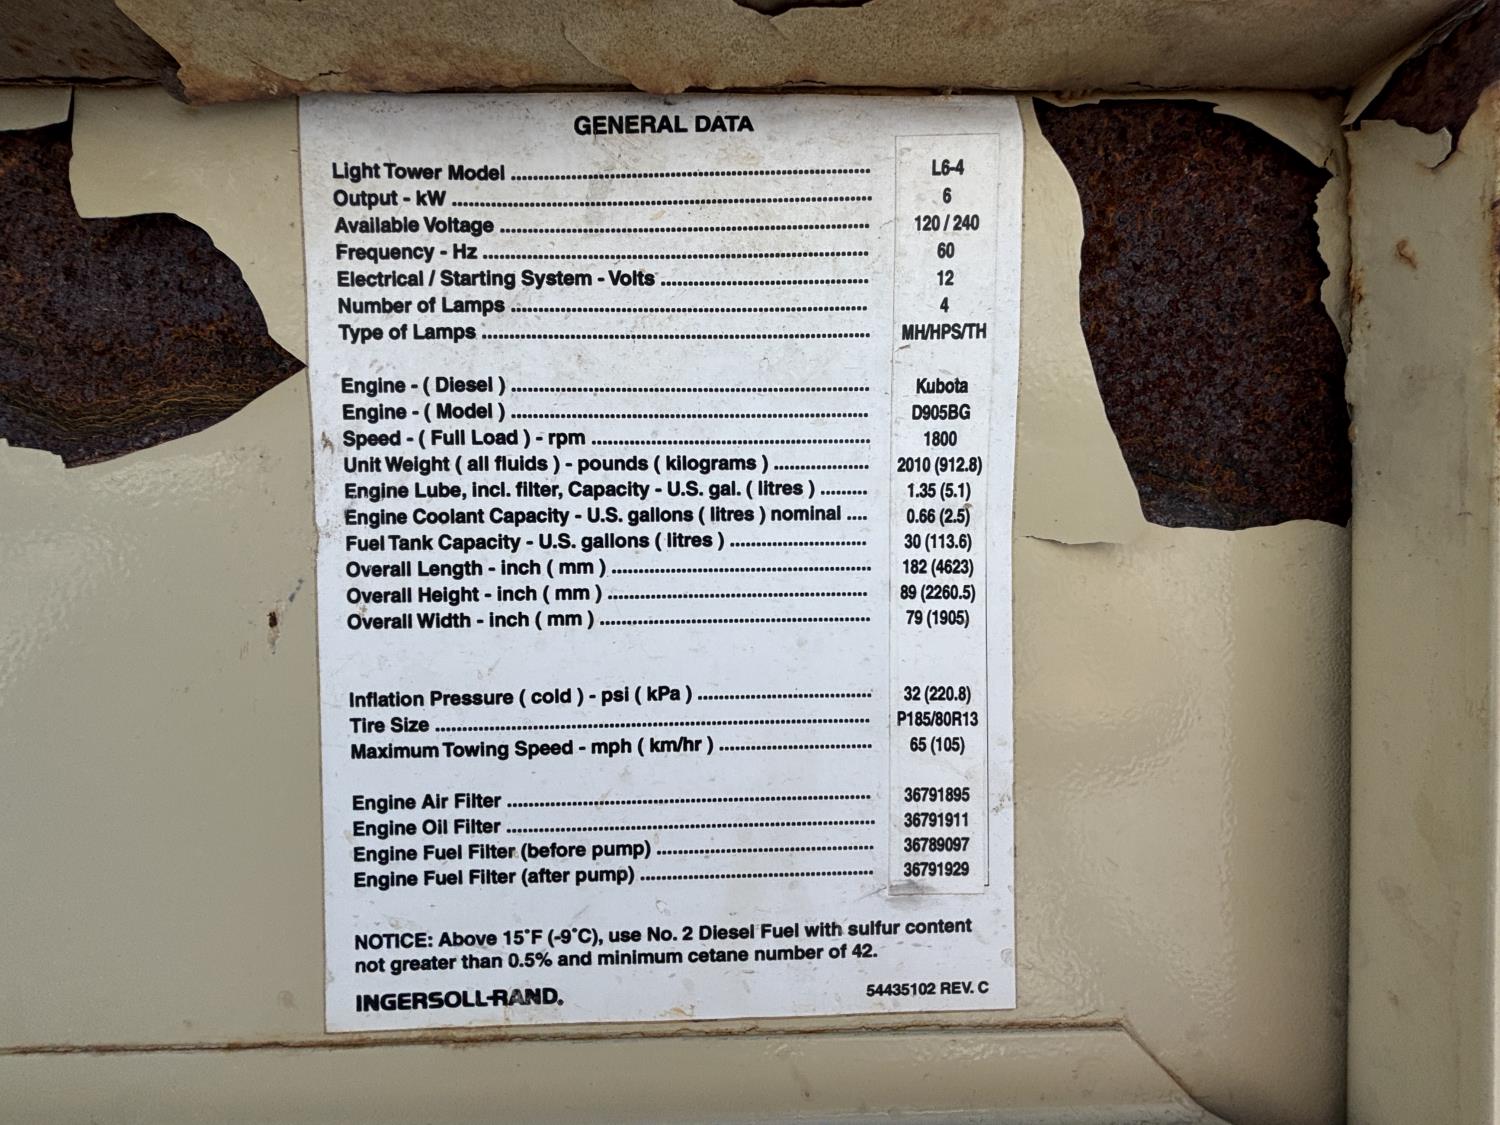 GENERAL DATA
Light Tower Model ........ L6-4
Output - kW ........ 6
Available Voltage ........ 120 / 240
Frequency - Hz ........ 60
Electrical / Starting System - Volts ........ 12
Number of Lamps ........ 4
Type of Lamps ........ MH/HPS/TH
Engine - ( Diesel ) ........ Kubota
Engine - ( Model ) ........ D905BG
Speed - ( Full Load ) - rpm ........ 1800
Unit Weight ( all fluids ) - pounds ( kilograms ) ........ 2010 (912.8)
Engine Lube, incl. filter, Capacity - U.S. gal. ( litres ) ........ 1.35 (5.1)
Engine Coolant Capacity - U.S. gallons ( litres ) nominal .... 0.66 (2.5)
Fuel Tank Capacity - U.S. gallons ( litres ) ........ 30 (113.6)
Overall Length - inch ( mm ) ........ 182 (4623)
Overall Height - inch ( mm ) ........ 89 (2260.5)
Overall Width - inch ( mm ) ........ 79 (1905)
Inflation Pressure ( cold ) - psi ( kPa ) ........ 32 (220.8)
Tire Size ........ P185/80R13
Maximum Towing Speed - mph ( km/hr ) ........ 65 (105)
Engine Air Filter ........ 36791895
Engine Oil Filter ........ 36791911
Engine Fuel Filter (before pump) ........ 36789097
Engine Fuel Filter (after pump) ........ 36791929
NOTICE: Above 15°F (-9°C), use No. 2 Diesel Fuel with sulfur content
not greater than 0.5% and minimum cetane number of 42.
INGERSOLL-RAND. 54435102 REV. C